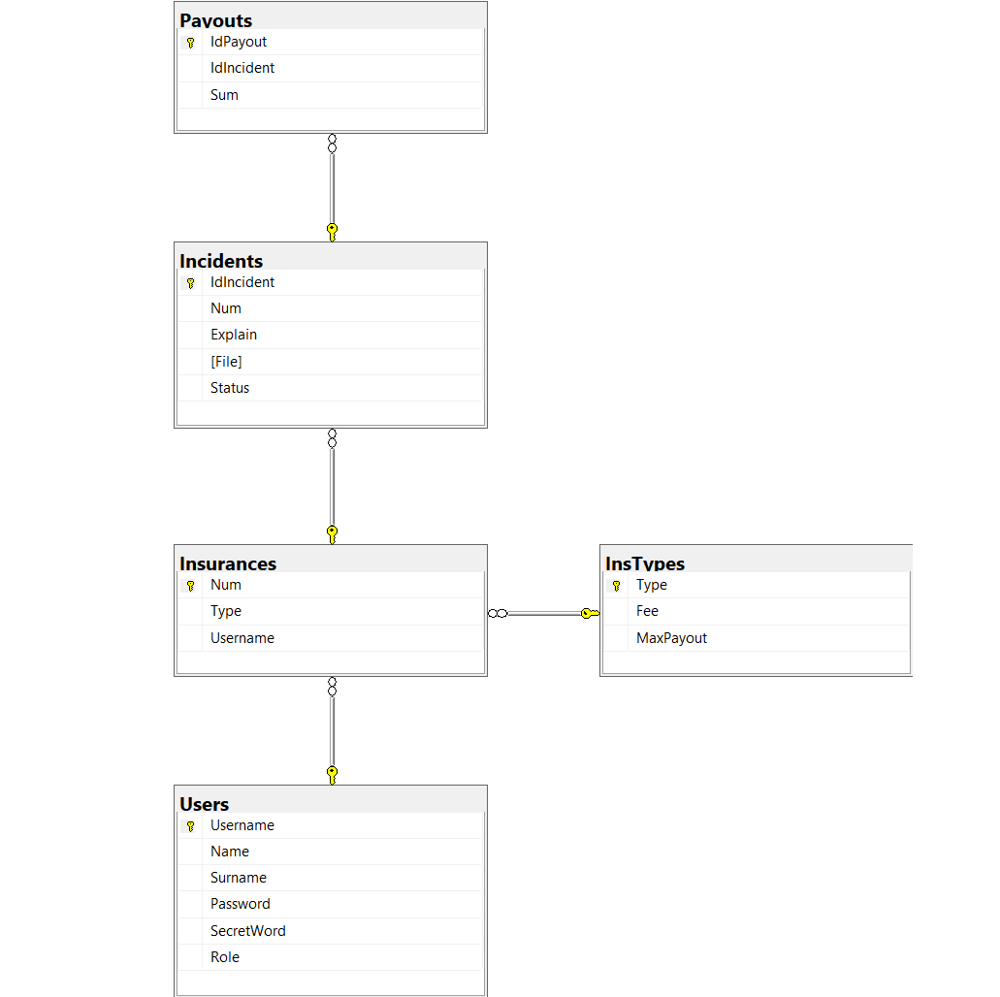 Payouts
IdPayout
IdIncident
Sum
Incidents
IdIncident
Num
Explain
[File]
Status
Insurances
Num
Type
Username
InsTypes
Type
Fee
MaxPayout
Users
Username
Name
Surname
Password
SecretWord
Role